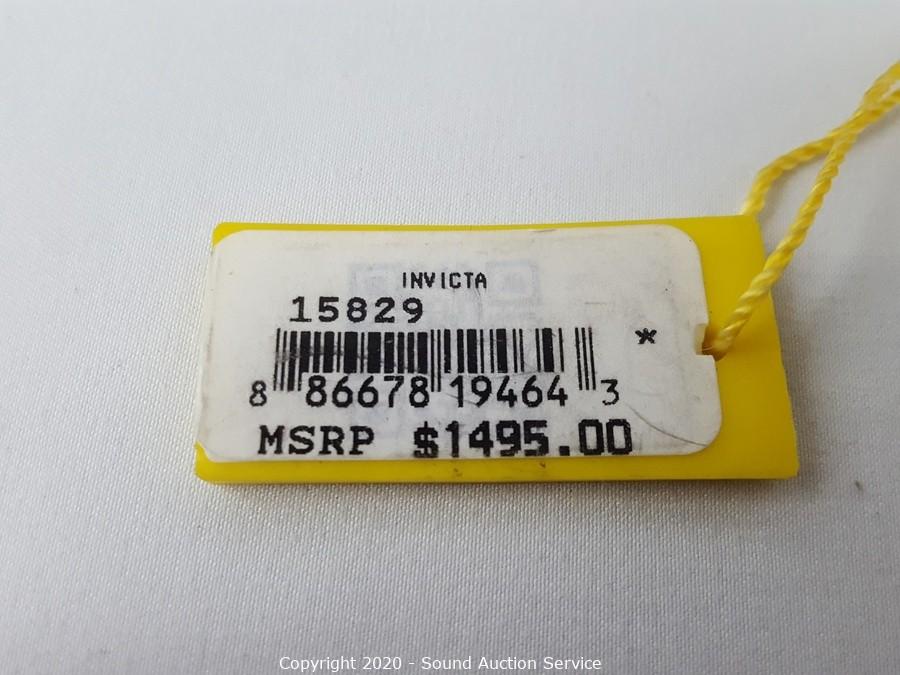 INVICTA
15829
*
8 86678 19464 3
MSRP $1495.00
Copyright 2020 - Sound Auction Service